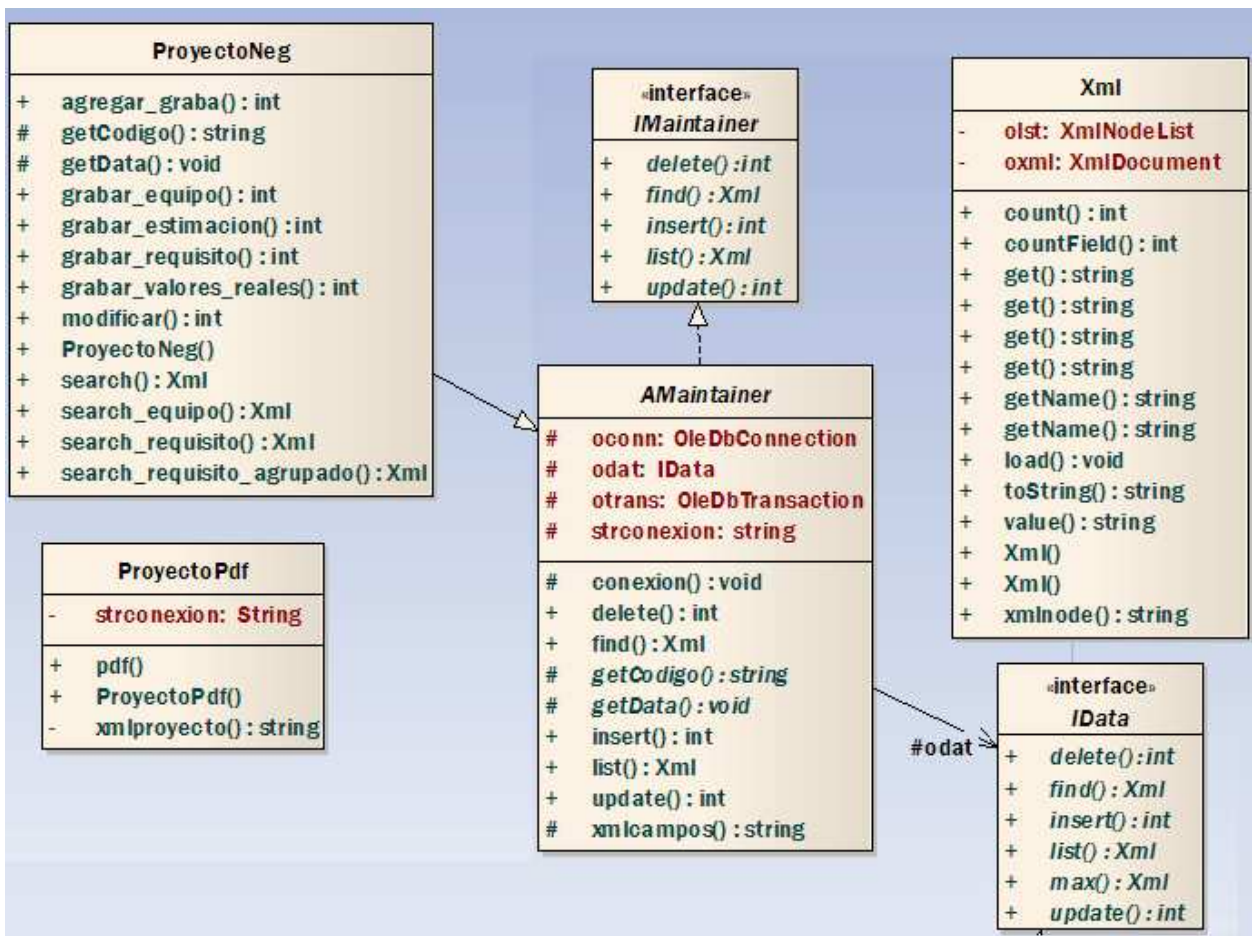 ProyectoNeg
+ agregar_graba() : int
# getCodigo() : string
# getData() : void
+ grabar_equipo() : int
+ grabar_estimacion() : int
+ grabar_requisito() : int
+ grabar_valores_reales() : int
+ modificar() : int
+ ProyectoNeg()
+ search() : Xml
+ search_equipo() : Xml
+ search_requisito() : Xml
+ search_requisito_agrupado() : Xml
«interface»
IMaintainer
+ delete() :int
+ find() : Xml
+ insert() : int
+ list() : Xml
+ update() : int
Xml
- olst: XmlNodeList
- oxml: XmlDocument
+ count() : int
+ countField() : int
+ get() : string
+ get() : string
+ get() : string
+ get() : string
+ getName() : string
+ getName() : string
+ load() : void
+ toString() : string
+ value() : string
+ Xml()
+ Xml()
+ xmlnode() : string
AMaintainer
# oconn: OleDbConnection
# odat: IData
# otrans: OleDbTransaction
# strconexion: string
# conexion() : void
+ delete() : int
+ find() : Xml
# getCodigo() : string
# getData() : void
+ insert() : int
+ list() : Xml
+ update() : int
# xmlcampos() : string
ProyectoPdf
- strconexion: String
+ pdf()
+ ProyectoPdf()
- xmlproyecto() : string
#odat
«interface»
IData
+ delete() :int
+ find() : Xml
+ insert() : int
+ list() : Xml
+ max() : Xml
+ update() : int